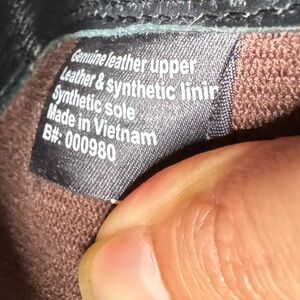 Genuine leather upper
Leather & synthetic linin
Synthetic sole
Made in Vietnam
B#: 000980